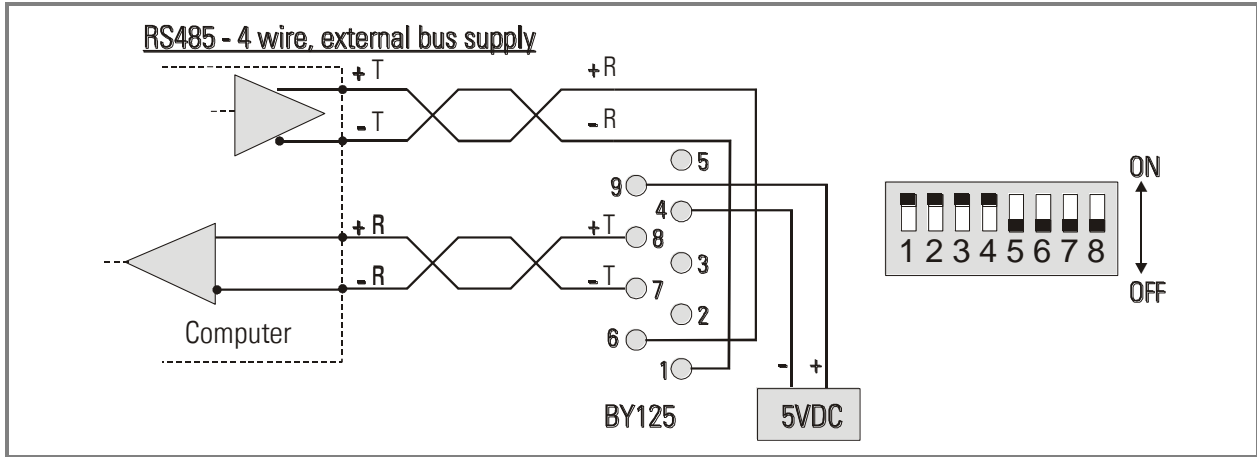 RS485 - 4 wire, external bus supply
+ T
+ R
- T
- R
5
9
4
+ R
+ T
8
3
- R
- T
7
2
Computer
6
1
- +
BY125
5VDC
ON
1 2 3 4 5 6 7 8
OFF